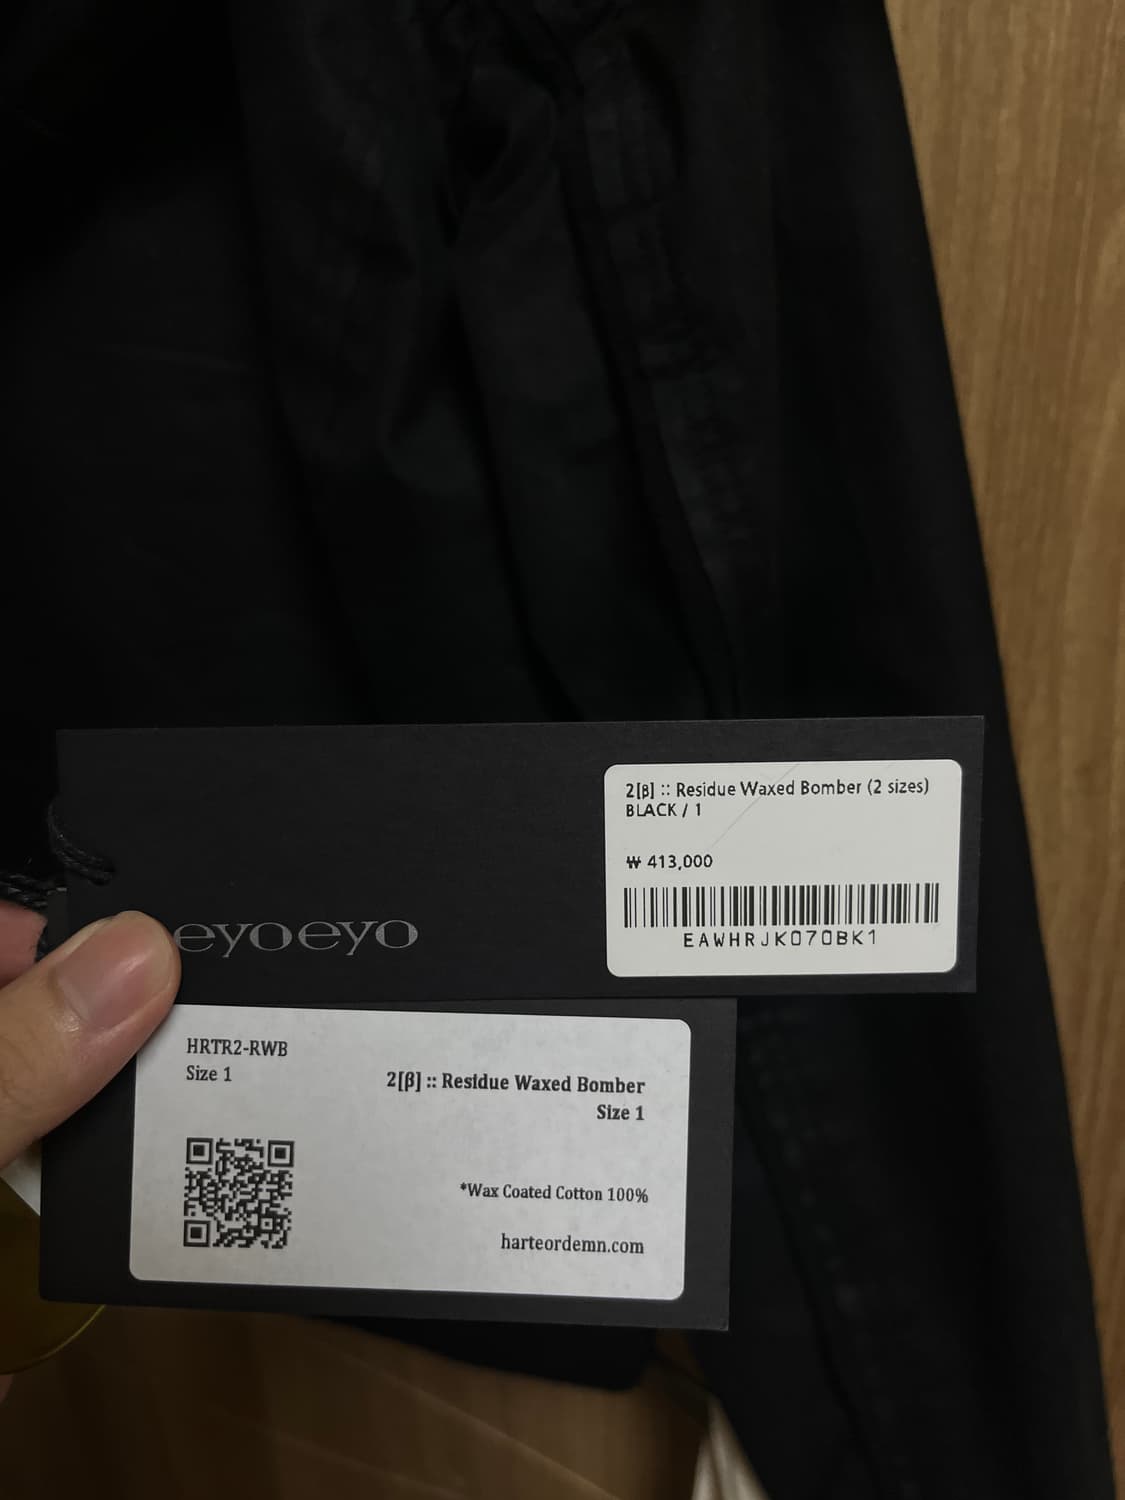 2[β] :: Residue Waxed Bomber (2 sizes)
BLACK / 1
₩ 413,000
EAWHRJK070BK1
eyoeyo
HRTR2-RWB
Size 1
2[β] :: Residue Waxed Bomber
Size 1
*Wax Coated Cotton 100%
harteordemn.com